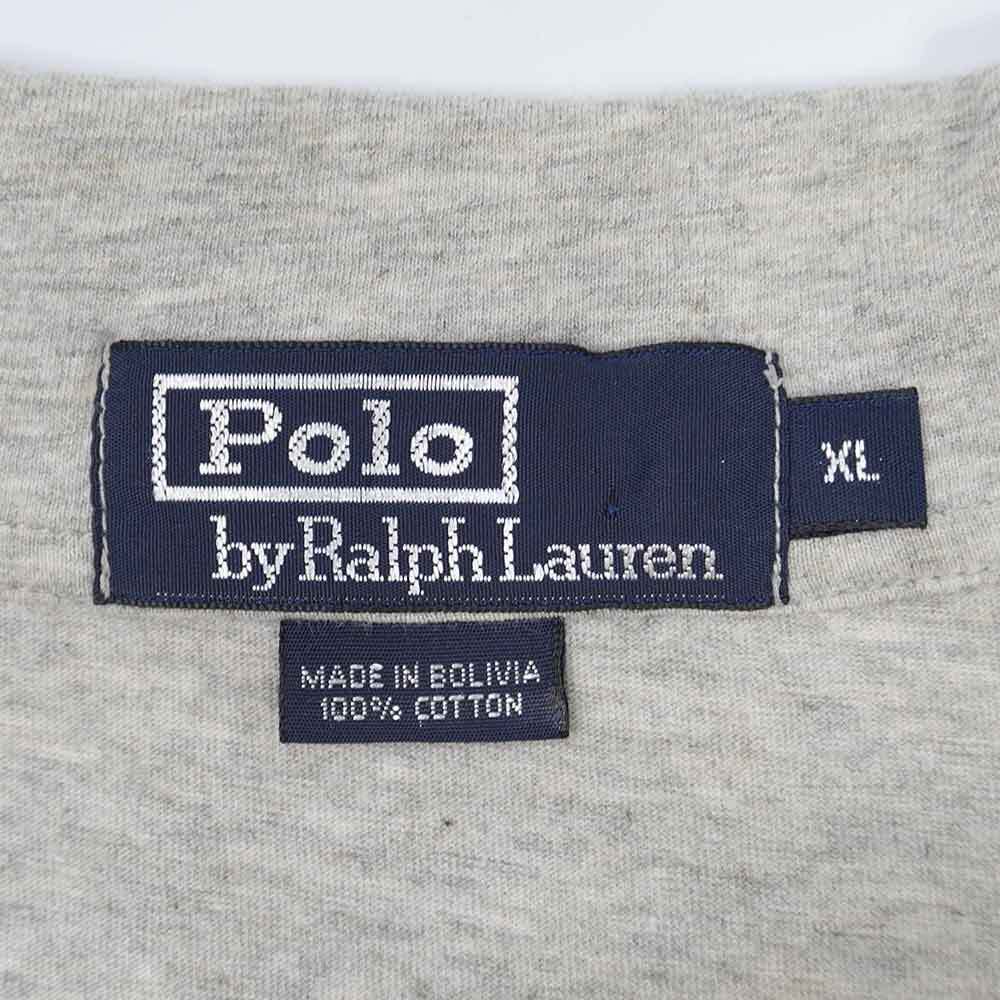 Polo
by Ralph Lauren
XL
MADE IN BOLIVIA
100% COTTON